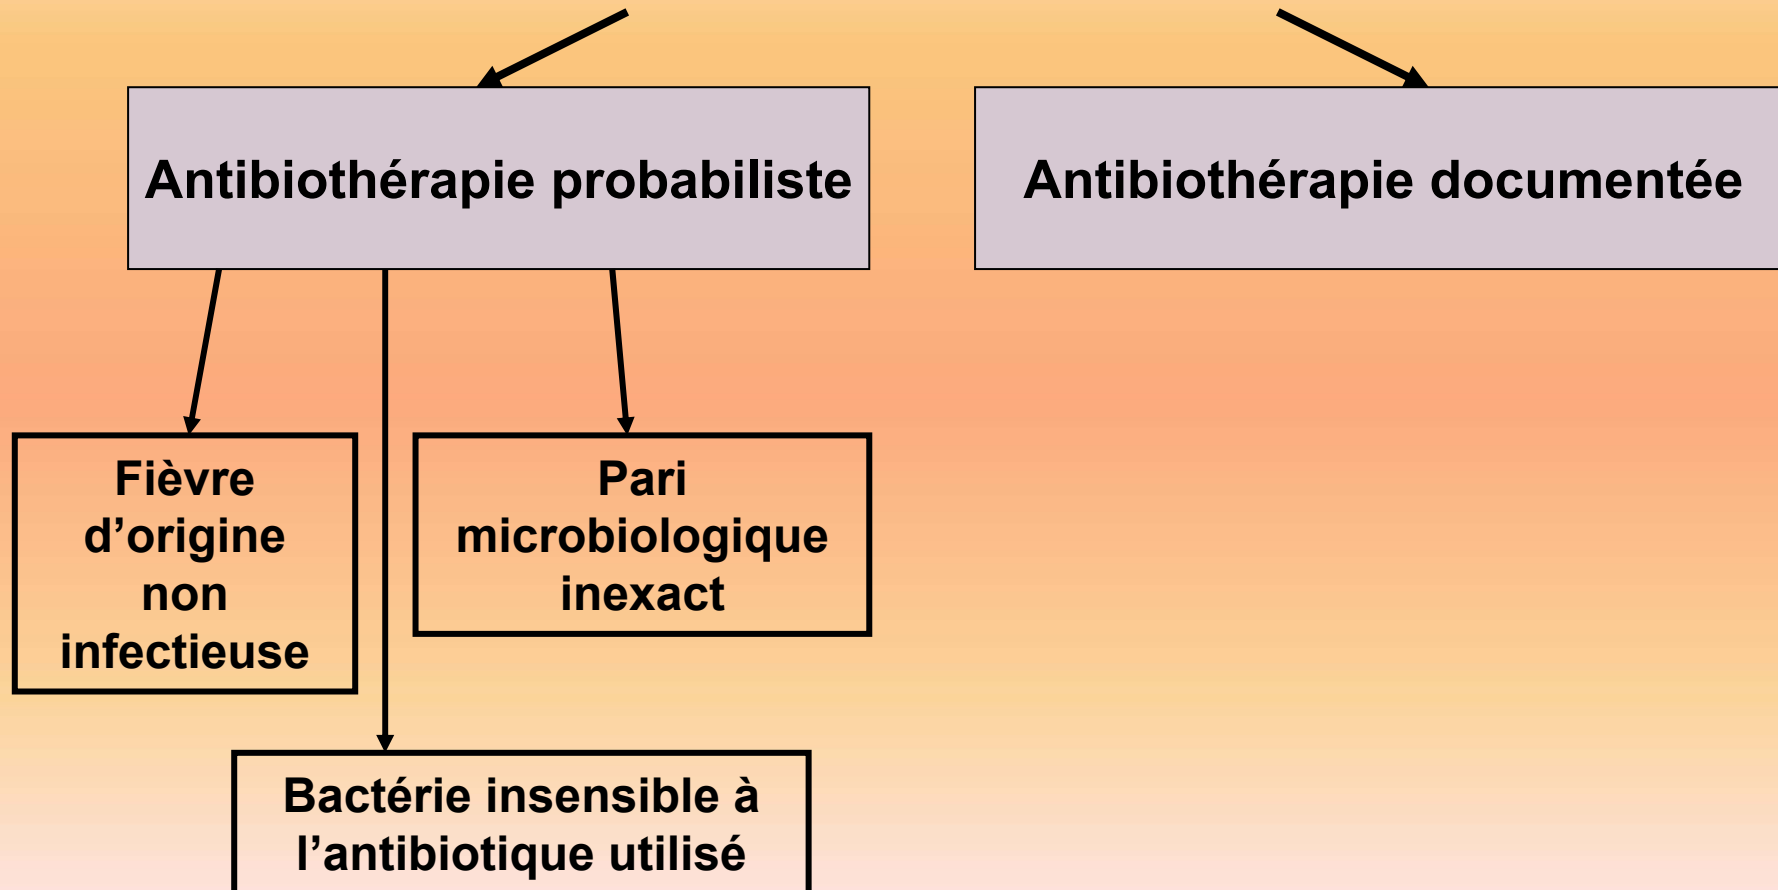 Antibiothérapie probabiliste
Antibiothérapie documentée
Fièvre
d’origine
non
infectieuse
Pari
microbiologique
inexact
Bactérie insensible à
l’antibiotique utilisé